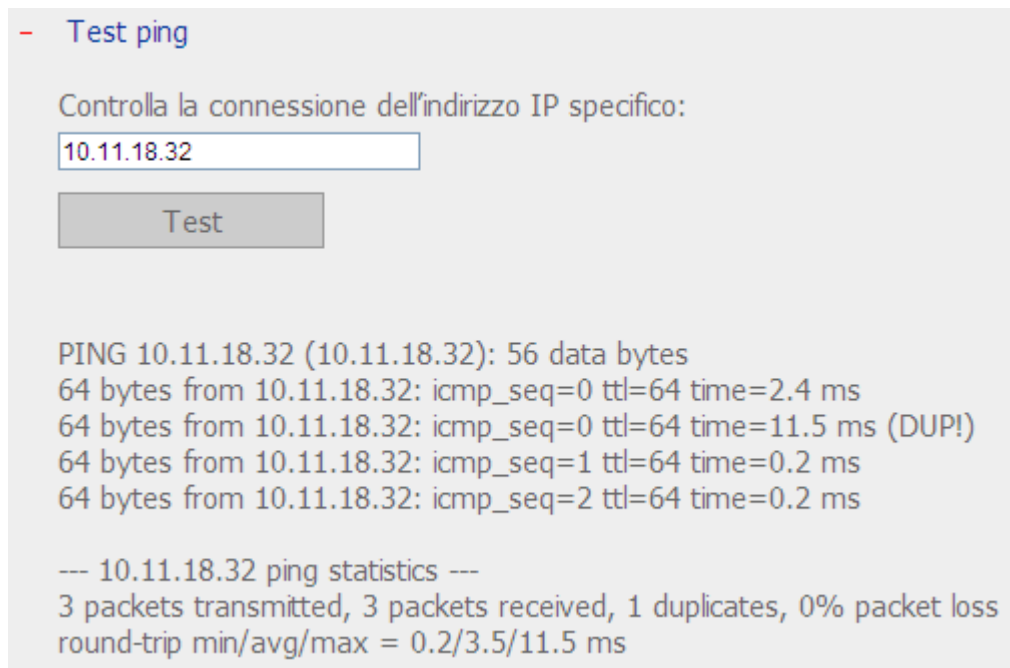 − Test ping
Controlla la connessione dell'indirizzo IP specifico:
10.11.18.32
Test
PING 10.11.18.32 (10.11.18.32): 56 data bytes
64 bytes from 10.11.18.32: icmp_seq=0 ttl=64 time=2.4 ms
64 bytes from 10.11.18.32: icmp_seq=0 ttl=64 time=11.5 ms (DUP!)
64 bytes from 10.11.18.32: icmp_seq=1 ttl=64 time=0.2 ms
64 bytes from 10.11.18.32: icmp_seq=2 ttl=64 time=0.2 ms
--- 10.11.18.32 ping statistics ---
3 packets transmitted, 3 packets received, 1 duplicates, 0% packet loss
round-trip min/avg/max = 0.2/3.5/11.5 ms